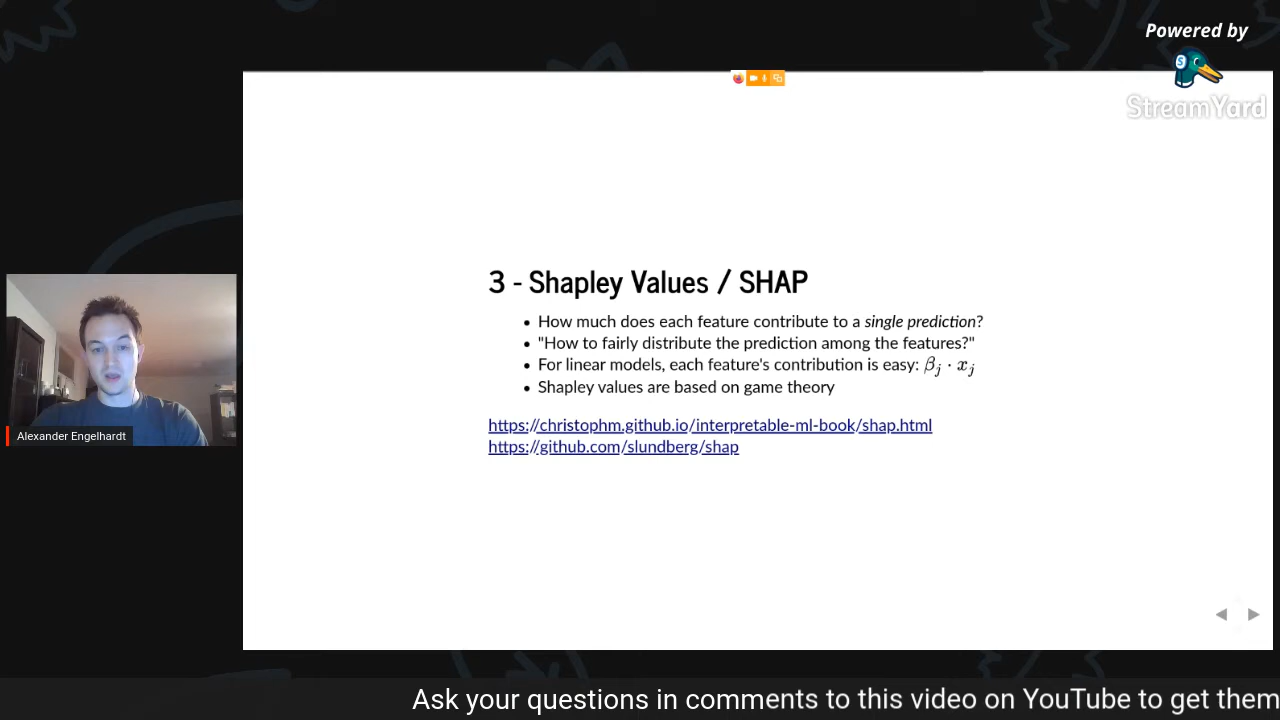 Powered by
StreamYard
3 - Shapley Values / SHAP
• How much does each feature contribute to a single prediction?
• "How to fairly distribute the prediction among the features?"
• For linear models, each feature's contribution is easy: βj · xj
• Shapley values are based on game theory
https://christophm.github.io/interpretable-ml-book/shap.html
https://github.com/slundberg/shap
Alexander Engelhardt
Ask your questions in comments to this video on YouTube to get them